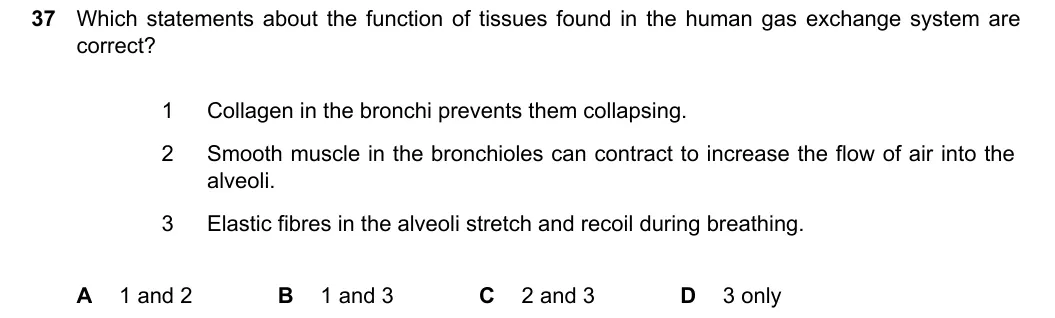 37 Which statements about the function of tissues found in the human gas exchange system are
correct?
1 Collagen in the bronchi prevents them collapsing.
2 Smooth muscle in the bronchioles can contract to increase the flow of air into the
alveoli.
3 Elastic fibres in the alveoli stretch and recoil during breathing.
A 1 and 2 B 1 and 3 C 2 and 3 D 3 only